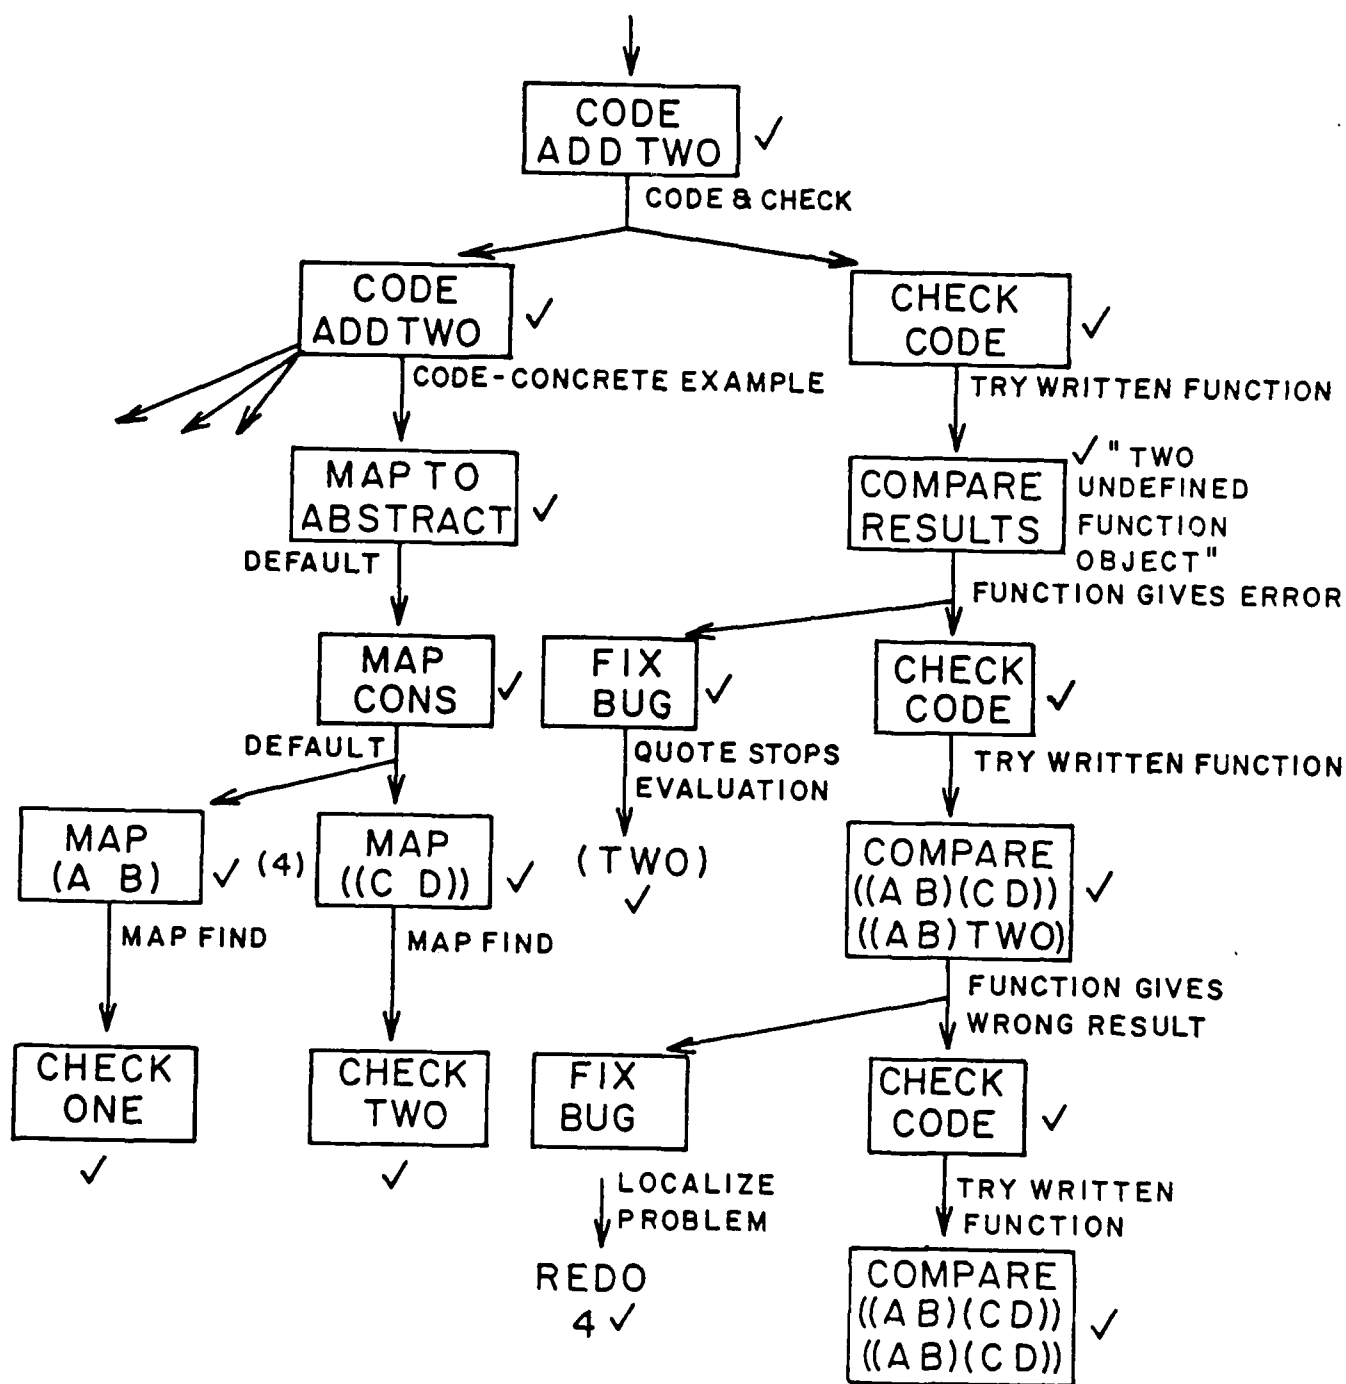 CODE
ADD TWO ✓
CODE & CHECK
CODE
ADD TWO ✓
CHECK
CODE ✓
CODE-CONCRETE EXAMPLE
TRY WRITTEN FUNCTION
MAP TO
ABSTRACT ✓
COMPARE
RESULTS
✓ "TWO
UNDEFINED
FUNCTION
OBJECT"
DEFAULT
FUNCTION GIVES ERROR
MAP
CONS ✓
FIX
BUG ✓
CHECK
CODE ✓
DEFAULT
QUOTE STOPS
EVALUATION
TRY WRITTEN FUNCTION
MAP
(A B) ✓
(4)
MAP
((C D)) ✓
(TWO)
✓
COMPARE
((A B)(C D)) ✓
((A B) TWO)
MAP FIND
MAP FIND
FUNCTION GIVES
WRONG RESULT
CHECK
ONE
✓
CHECK
TWO
✓
FIX
BUG
CHECK
CODE ✓
LOCALIZE
PROBLEM
TRY WRITTEN
FUNCTION
REDO
4 ✓
COMPARE
((A B)(C D)) ✓
((A B)(C D))